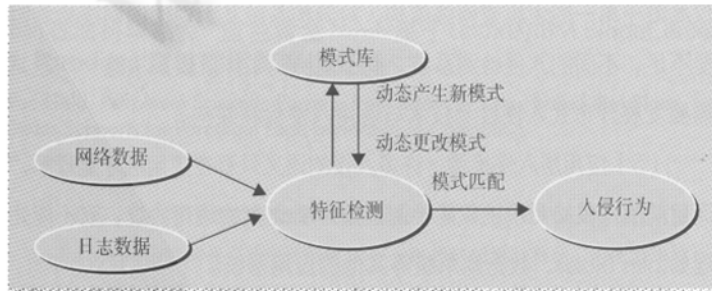 模式库
动态产生新模式
动态更改模式
网络数据
模式匹配
特征检测
入侵行为
日志数据